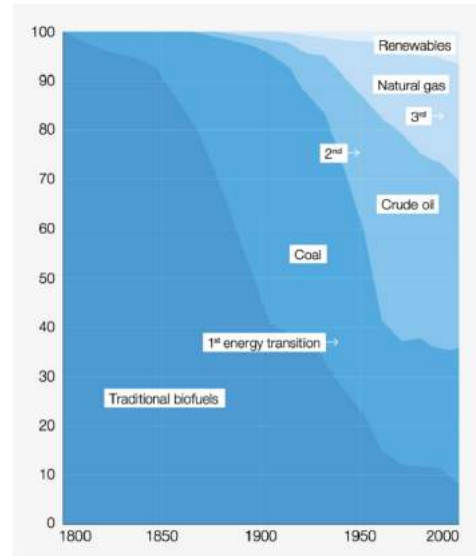 100
Renewables
90
Natural gas
3rd
80
2nd
70
Crude oil
60
Coal
50
40
1st energy transition
30
Traditional biofuels
20
10
0
1800 1850 1900 1950 2000